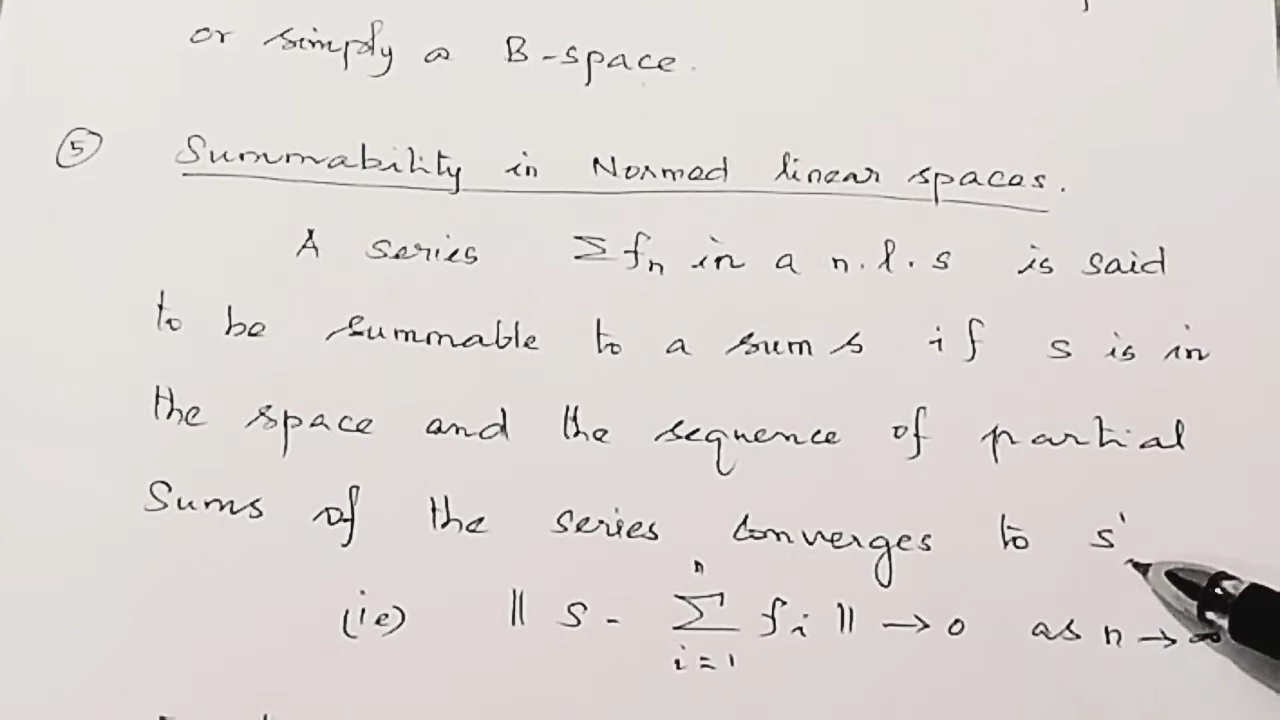 or simply a B-space.
⑤ Summability in Normed linear spaces.
A series Σfn in a n.l.s is said
to be summable to a sum s if s is in
the space and the sequence of partial
sums of the series converges to s'
(ie) || s - n Σ i=1 fi || → 0 as n → ∞